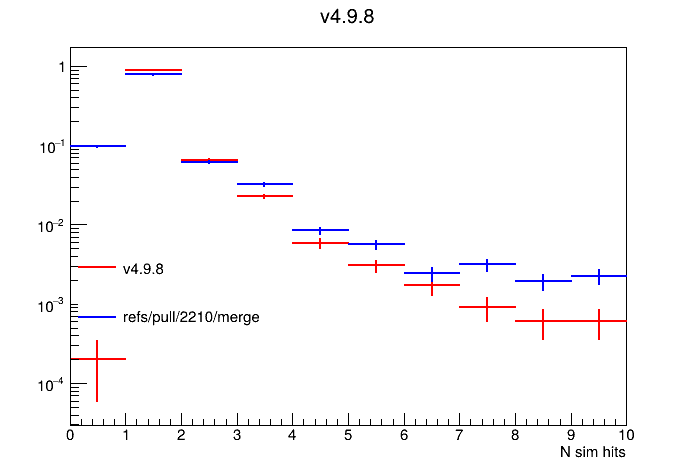 v4.9.8
1
10⁻¹
10⁻²
10⁻³
10⁻⁴
v4.9.8
refs/pull/2210/merge
0 1 2 3 4 5 6 7 8 9 10
N sim hits